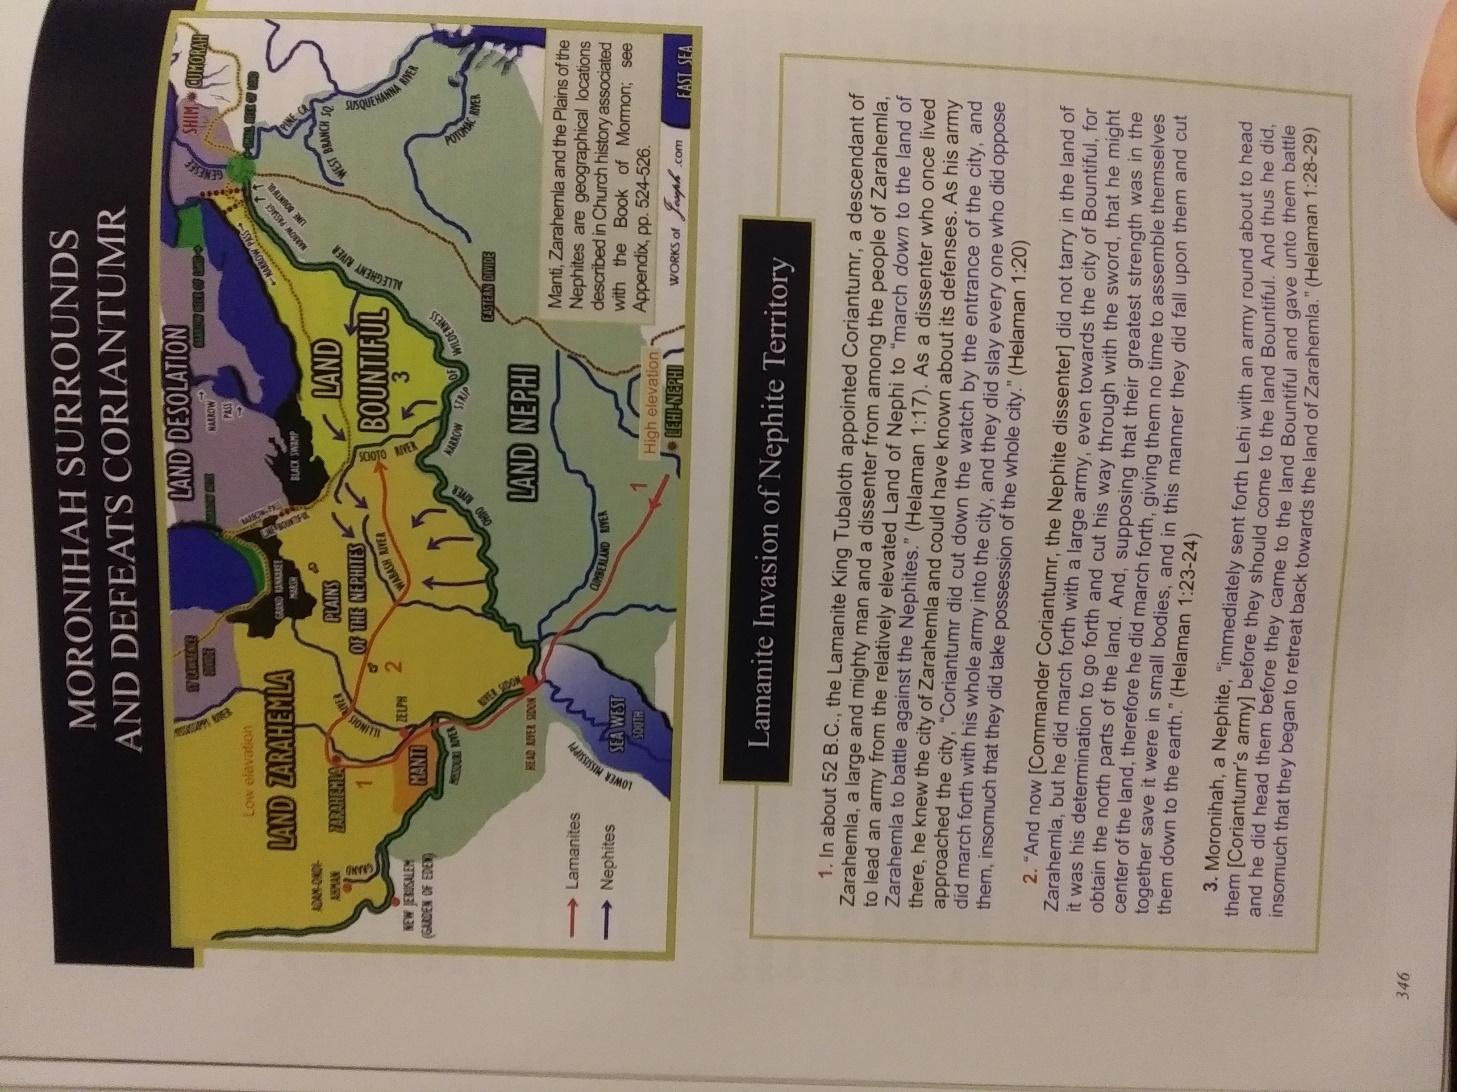 MORONIHAH SURROUNDS
AND DEFEATS CORIANTUMR
SHIM
CUMORAH
GENESEE
PINE CR.
WEST BRANCH SQ.
SUSQUEHANNA RIVER
POTOMAC RIVER
LAND DESOLATION
NARROW
PASS
NARROW PASS
NARROW PASSAGE
LINE BOUNTIFUL
ALLEGHENY RIVER
EASTERN DIVIDE
EAST SEA
BLACK SWAMP
LAND
BOUNTIFUL
3
SCIOTO RIVER
NARROW STRIP OF WILDERNESS
LAND NEPHI
OHIO RIVER
High elevation
LEHI-NEPHI
1
CUMBERLAND RIVER
GRAND KANKAKEE
MARSH
PLAINS
OF THE NEPHITES
WABASH RIVER
2
MISSISSIPPI RIVER
Low elevation
LAND ZARAHEMLA
ZARAHEMLA
1
ILLINOIS RIVER
ZELPH
MANTI
MISSOURI RIVER
RIVER SIDON
HEAD RIVER SIDON
SEA WEST
SOUTH
LOWER MISSISSIPPI
ADAM-ONDI-
AHMAN
NEW JERUSALEM
(GARDEN OF EDEN)
Lamanites
Nephites
Manti, Zarahemla and the Plains of the
Nephites are geographical locations
described in Church history associated
with the Book of Mormon; see
Appendix, pp. 524-526.
WORKS of Joseph .com
Lamanite Invasion of Nephite Territory
1. In about 52 B.C., the Lamanite King Tubaloth appointed Coriantumr, a descendant of
Zarahemla, a large and mighty man and a dissenter from among the people of Zarahemla,
to lead an army from the relatively elevated Land of Nephi to “march down to the land of
Zarahemla to battle against the Nephites.” (Helaman 1:17). As a dissenter who once lived
there, he knew the city of Zarahemla and could have known about its defenses. As his army
approached the city, “Coriantumr did cut down the watch by the entrance of the city, and
did march forth with his whole army into the city, and they did slay every one who did oppose
them, insomuch that they did take possession of the whole city.” (Helaman 1:20)
2. “And now [Commander Coriantumr, the Nephite dissenter] did not tarry in the land of
Zarahemla, but he did march forth with a large army, even towards the city of Bountiful, for
it was his determination to go forth and cut his way through with the sword, that he might
obtain the north parts of the land. And, supposing that their greatest strength was in the
center of the land, therefore he did march forth, giving them no time to assemble themselves
together save it were in small bodies, and in this manner they did fall upon them and cut
them down to the earth.” (Helaman 1:23-24)
3. Moronihah, a Nephite, “immediately sent forth Lehi with an army round about to head
them [Coriantumr's army] before they should come to the land Bountiful. And thus he did,
and he did head them before they came to the land Bountiful and gave unto them battle
insomuch that they began to retreat back towards the land of Zarahemla.” (Helaman 1:28-29)
346